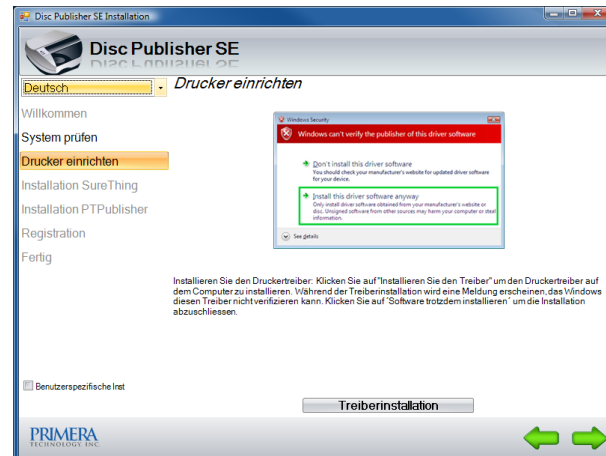 Disc Publisher SE Installation
Disc Publisher SE
Deutsch
Drucker einrichten
Willkommen
System prüfen
Drucker einrichten
Installation SureThing
Installation PTPublisher
Registration
Fertig
Windows Security
Windows can't verify the publisher of this driver software
Don't install this driver software
You should check your manufacturer's website for updated driver software
for your device.
Install this driver software anyway
Only install driver software obtained from your manufacturer's website or
disc. Unsigned software from other sources may harm your computer or steal
information.
See details
Installieren Sie den Druckertreiber: Klicken Sie auf "Installieren Sie den Treiber" um den Druckertreiber auf
dem Computer zu installieren. Während der Treiberinstallation wird eine Meldung erscheinen, das Windows
diesen Treiber nicht verifizieren kann. Klicken Sie auf ´Software trotzdem installieren´ um die Installation
abzuschliessen.
Benutzerspezifische Inst
Treiberinstallation
PRIMERA
TECHNOLOGY, INC.